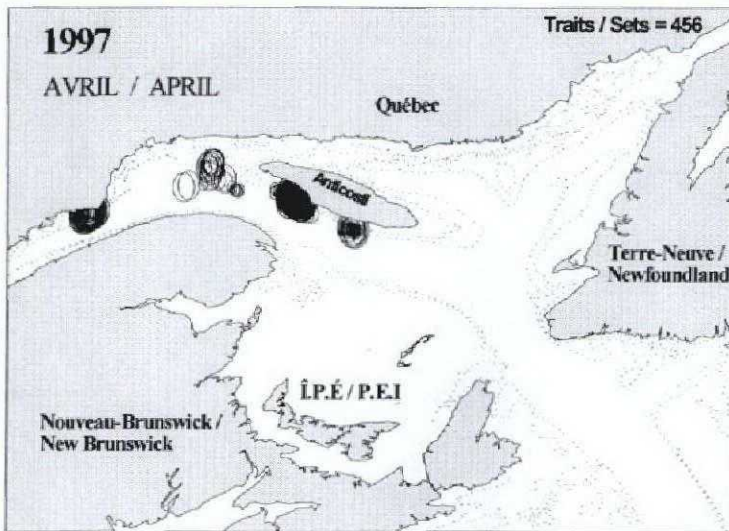 1997
Traits / Sets = 456
AVRIL / APRIL
Québec
Anticosti
Terre-Neuve /
Newfoundland
Î.P.É / P.E.I
Nouveau-Brunswick /
New Brunswick